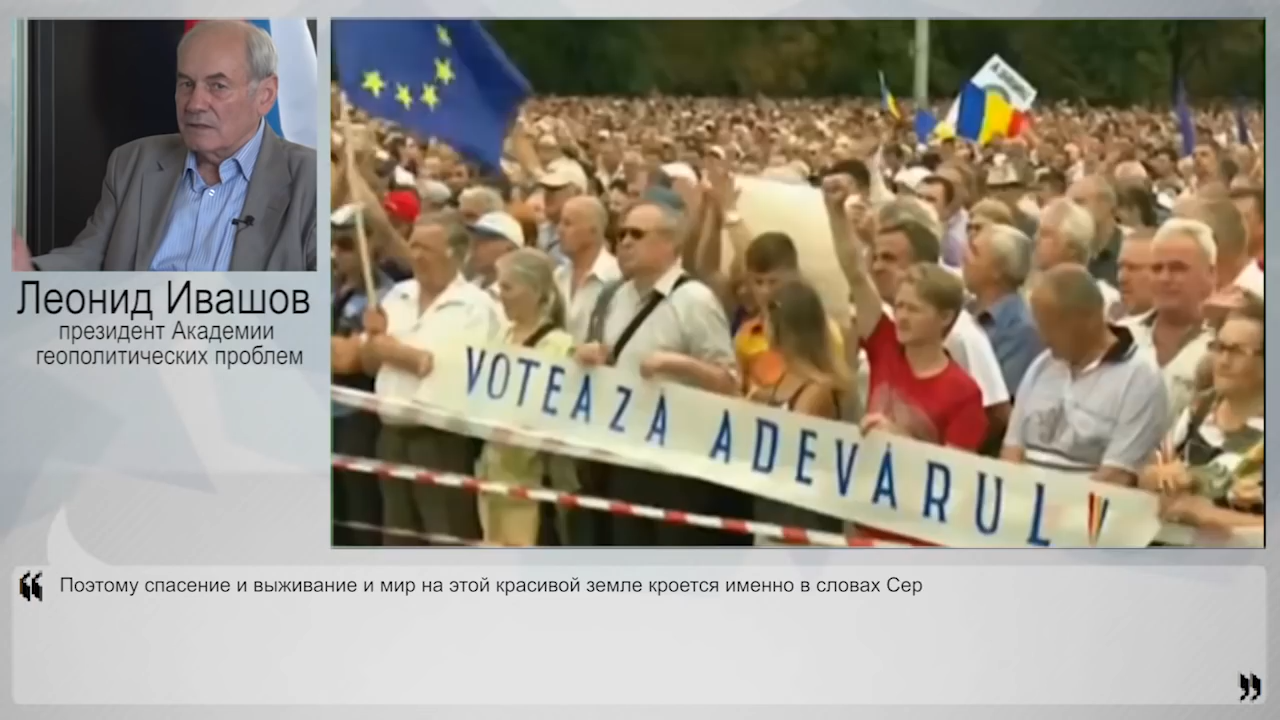 Леонид Ивашов
президент Академии
геополитических проблем
VOTEAZA ADEVĂRUL
Поэтому спасение и выживание и мир на этой красивой земле кроется именно в словах Сер